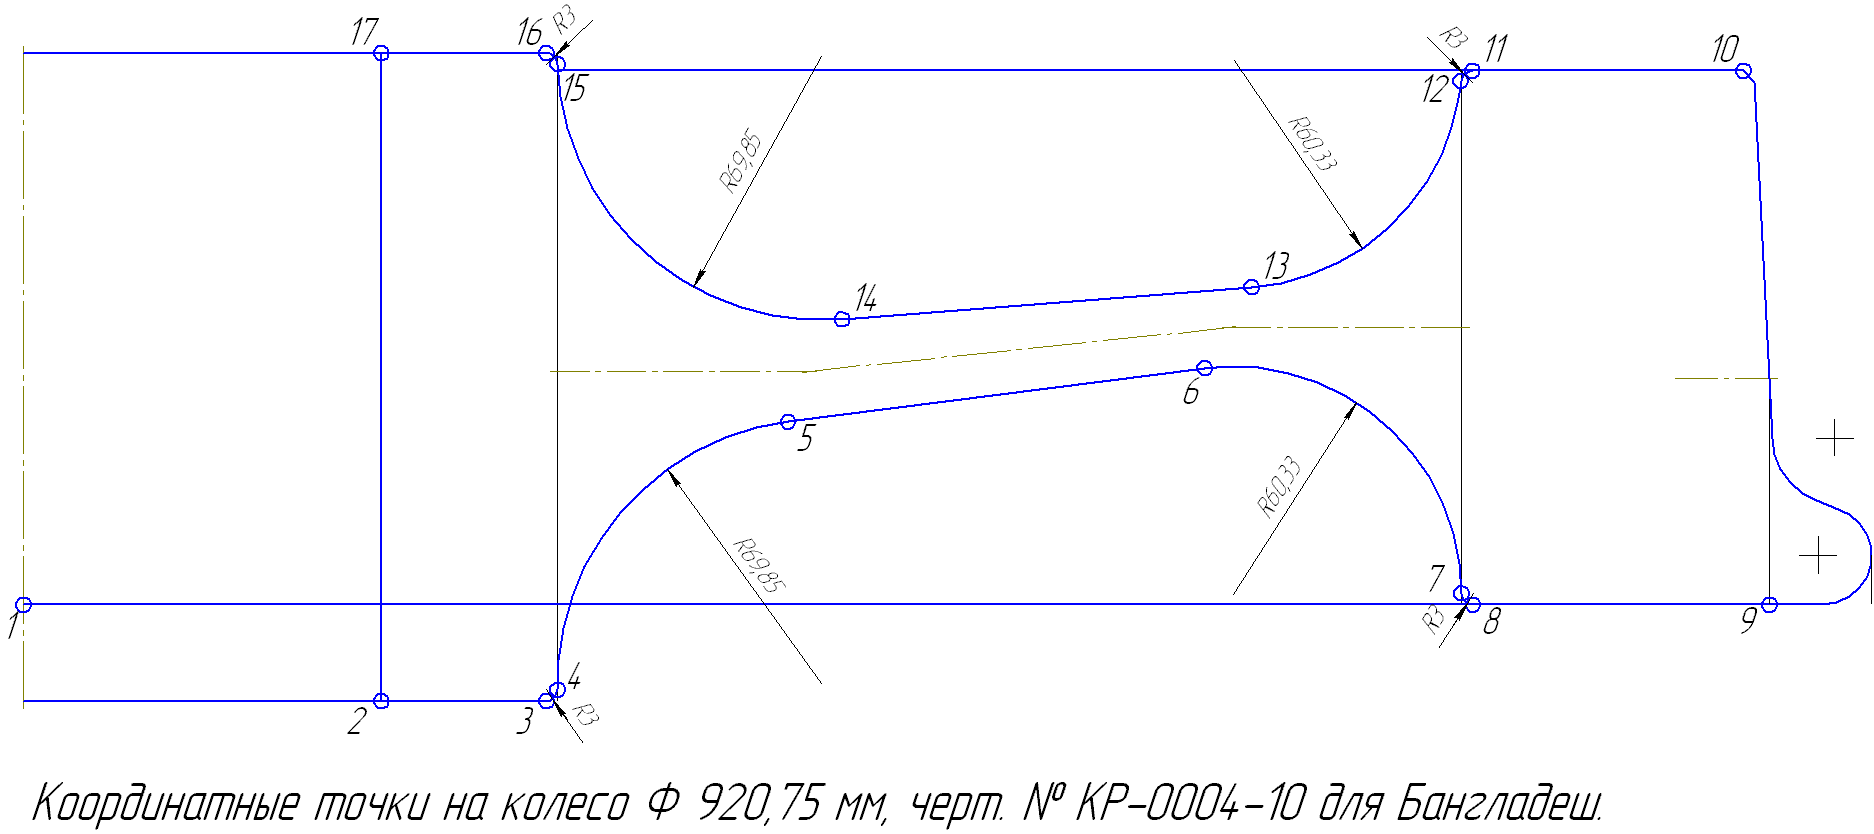 17 16 R3 R3 11 10
15 12
R69,85 R60,33
14 13
6
5
R69,85 R60,33
7
1 R3 8 9
4
2 3 R3
Координатные точки на колесо Ф 920,75 мм, черт. № КР-0004-10 для Бангладеш.